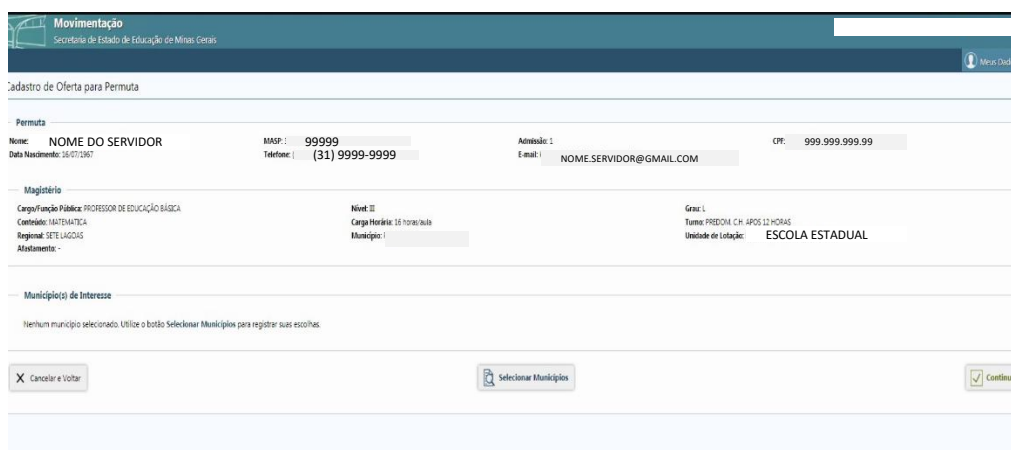 Movimentação
Secretaria de Estado de Educação de Minas Gerais
Meus Dad
Cadastro de Oferta para Permuta
Permuta
Nome: NOME DO SERVIDOR MASP: 99999 Admissão: 1 CPF: 999.999.999.99
Data Nascimento: 16/07/1967 Telefone: ( (31) 9999-9999 E-mail: NOME.SERVIDOR@GMAIL.COM
Magistério
Cargo/Função Pública: PROFESSOR DE EDUCAÇÃO BÁSICA Nível: III Grau: L
Conteúdo: MATEMATICA Carga Horária: 16 horas/aula Turno: PREDOM. C.H. APOS 12 HORAS
Regional: SETE LAGOAS Município: Unidade de Lotação: ESCOLA ESTADUAL
Afastamento: -
Município(s) de Interesse
Nenhum município selecionado. Utilize o botão Selecionar Municípios para registrar suas escolhas.
Cancelar e Voltar Selecionar Municípios Continu